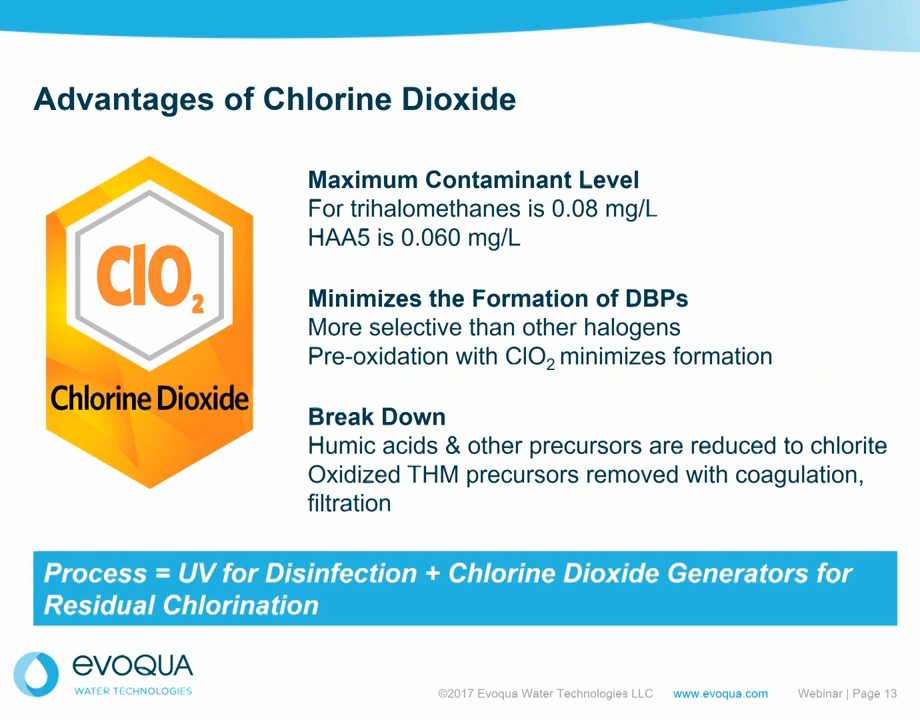 Advantages of Chlorine Dioxide
ClO2
Chlorine Dioxide
Maximum Contaminant Level
For trihalomethanes is 0.08 mg/L
HAA5 is 0.060 mg/L
Minimizes the Formation of DBPs
More selective than other halogens
Pre-oxidation with ClO2 minimizes formation
Break Down
Humic acids & other precursors are reduced to chlorite
Oxidized THM precursors removed with coagulation,
filtration
Process = UV for Disinfection + Chlorine Dioxide Generators for
Residual Chlorination
evoqua
WATER TECHNOLOGIES
©2017 Evoqua Water Technologies LLC www.evoqua.com Webinar | Page 13